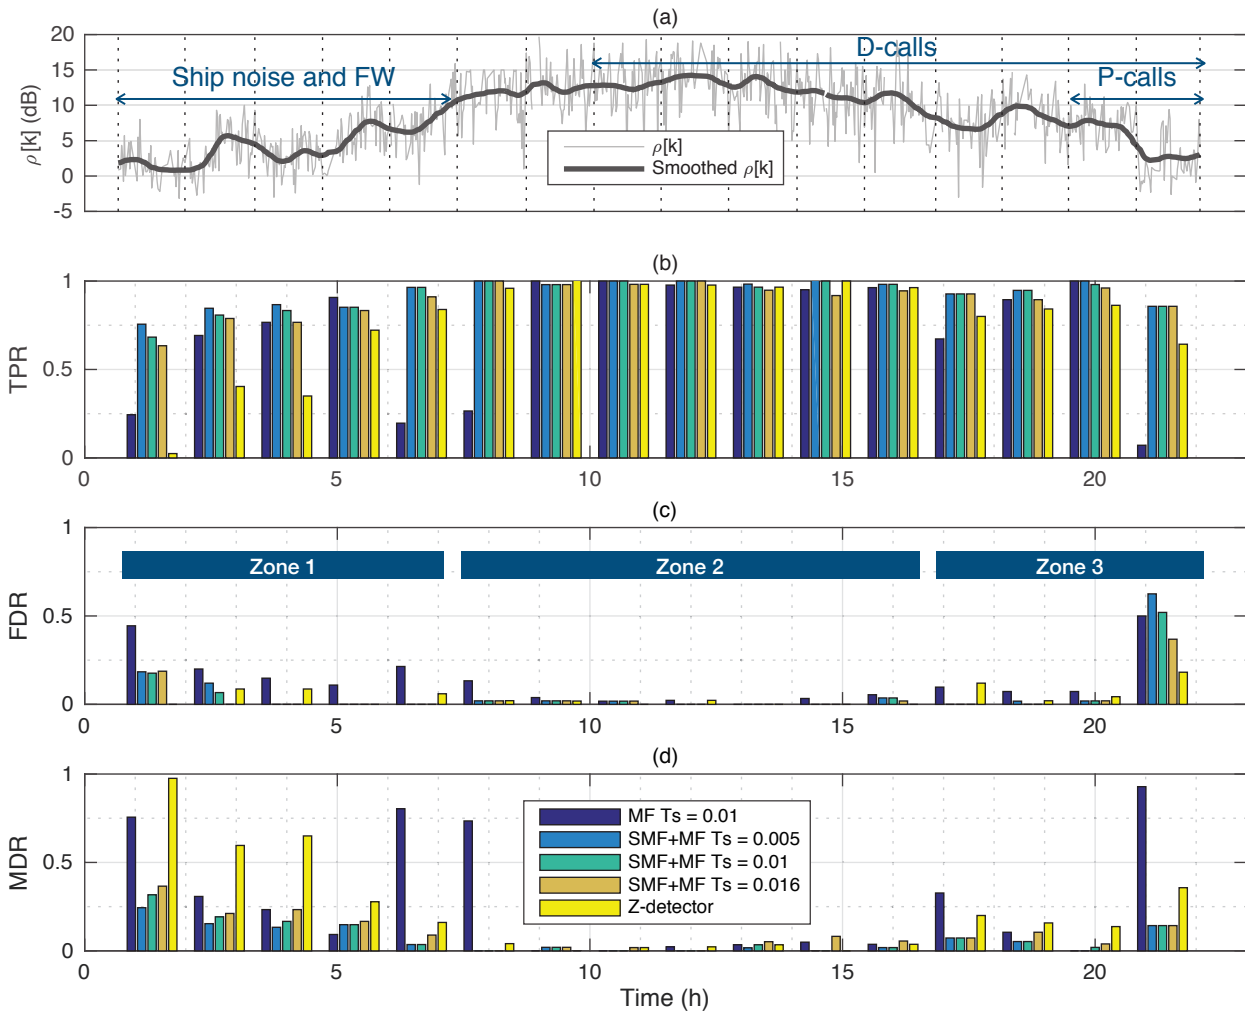 (a)
20
15
10
5
0
-5
ρ[k] (dB)
Ship noise and FW
D-calls
P-calls
ρ[k]
Smoothed ρ[k]
(b)
1
0.5
0
TPR
0
5
10
15
20
(c)
1
0.5
0
FDR
Zone 1
Zone 2
Zone 3
0
5
10
15
20
(d)
1
0.5
0
MDR
MF Ts = 0.01
SMF+MF Ts = 0.005
SMF+MF Ts = 0.01
SMF+MF Ts = 0.016
Z-detector
0
5
10
15
20
Time (h)